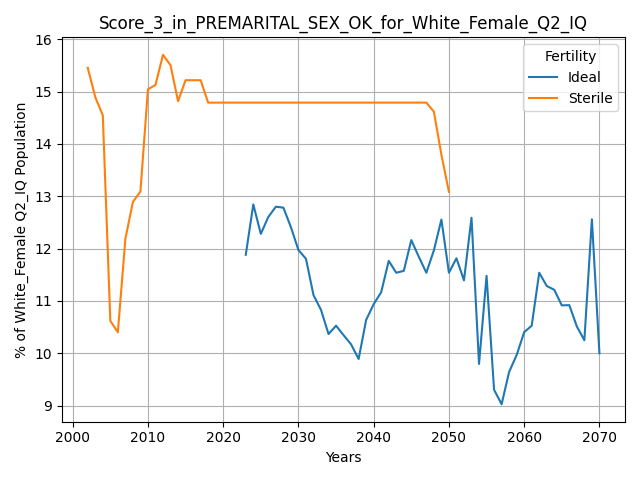 Score_3_in_PREMARITAL_SEX_OK_for_White_Female_Q2_IQ
Fertility
Ideal
Sterile
% of White_Female Q2_IQ Population
16
15
14
13
12
11
10
9
2000 2010 2020 2030 2040 2050 2060 2070
Years